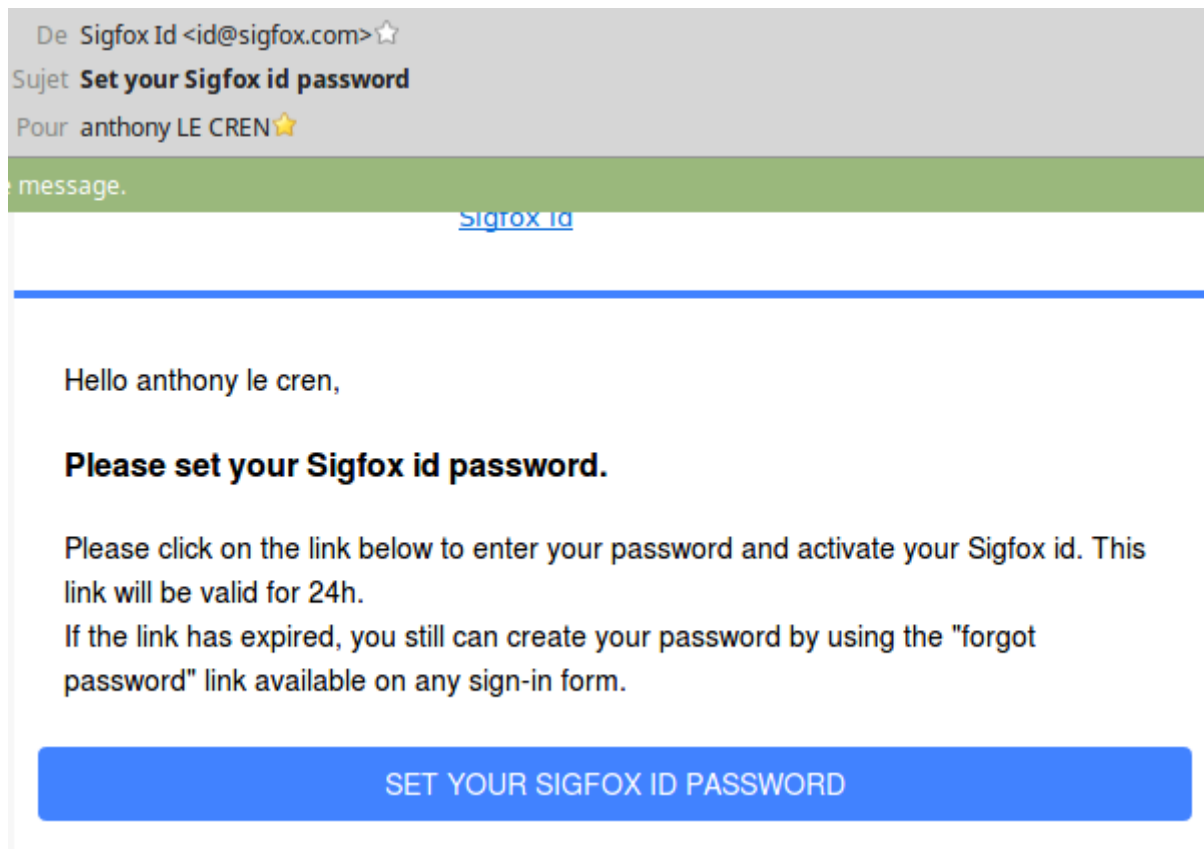 De Sigfox Id <id@sigfox.com>
Sujet Set your Sigfox id password
Pour anthony LE CREN
message.
Sigfox Id
Hello anthony le cren,
Please set your Sigfox id password.
Please click on the link below to enter your password and activate your Sigfox id. This
link will be valid for 24h.
If the link has expired, you still can create your password by using the "forgot
password" link available on any sign-in form.
SET YOUR SIGFOX ID PASSWORD